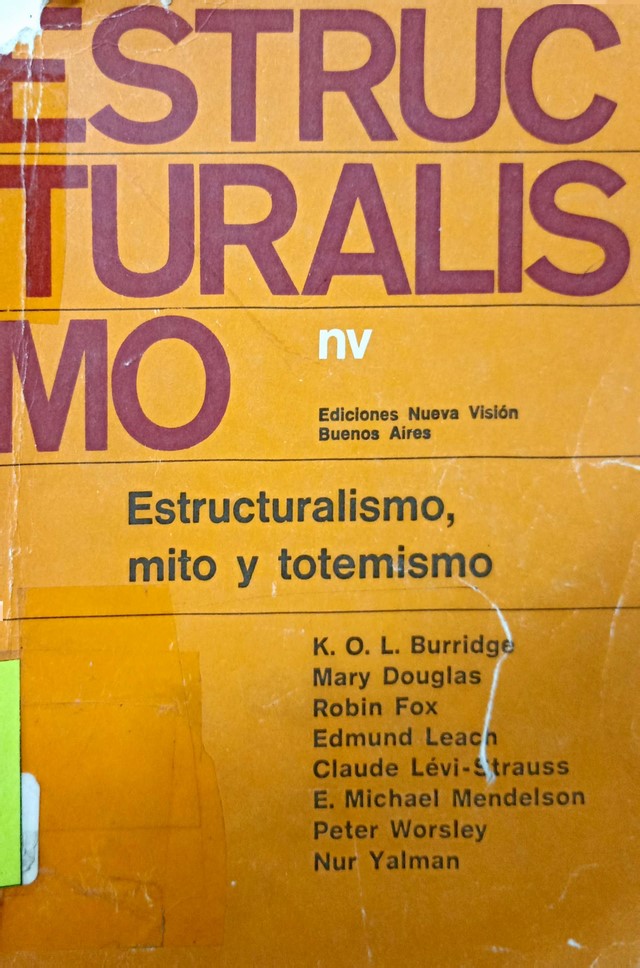 ESTRUC
TURALIS
MO
nv
Ediciones Nueva Visión
Buenos Aires
Estructuralismo,
mito y totemismo
K. O. L. Burridge
Mary Douglas
Robin Fox
Edmund Leach
Claude Lévi-Strauss
E. Michael Mendelson
Peter Worsley
Nur Yalman